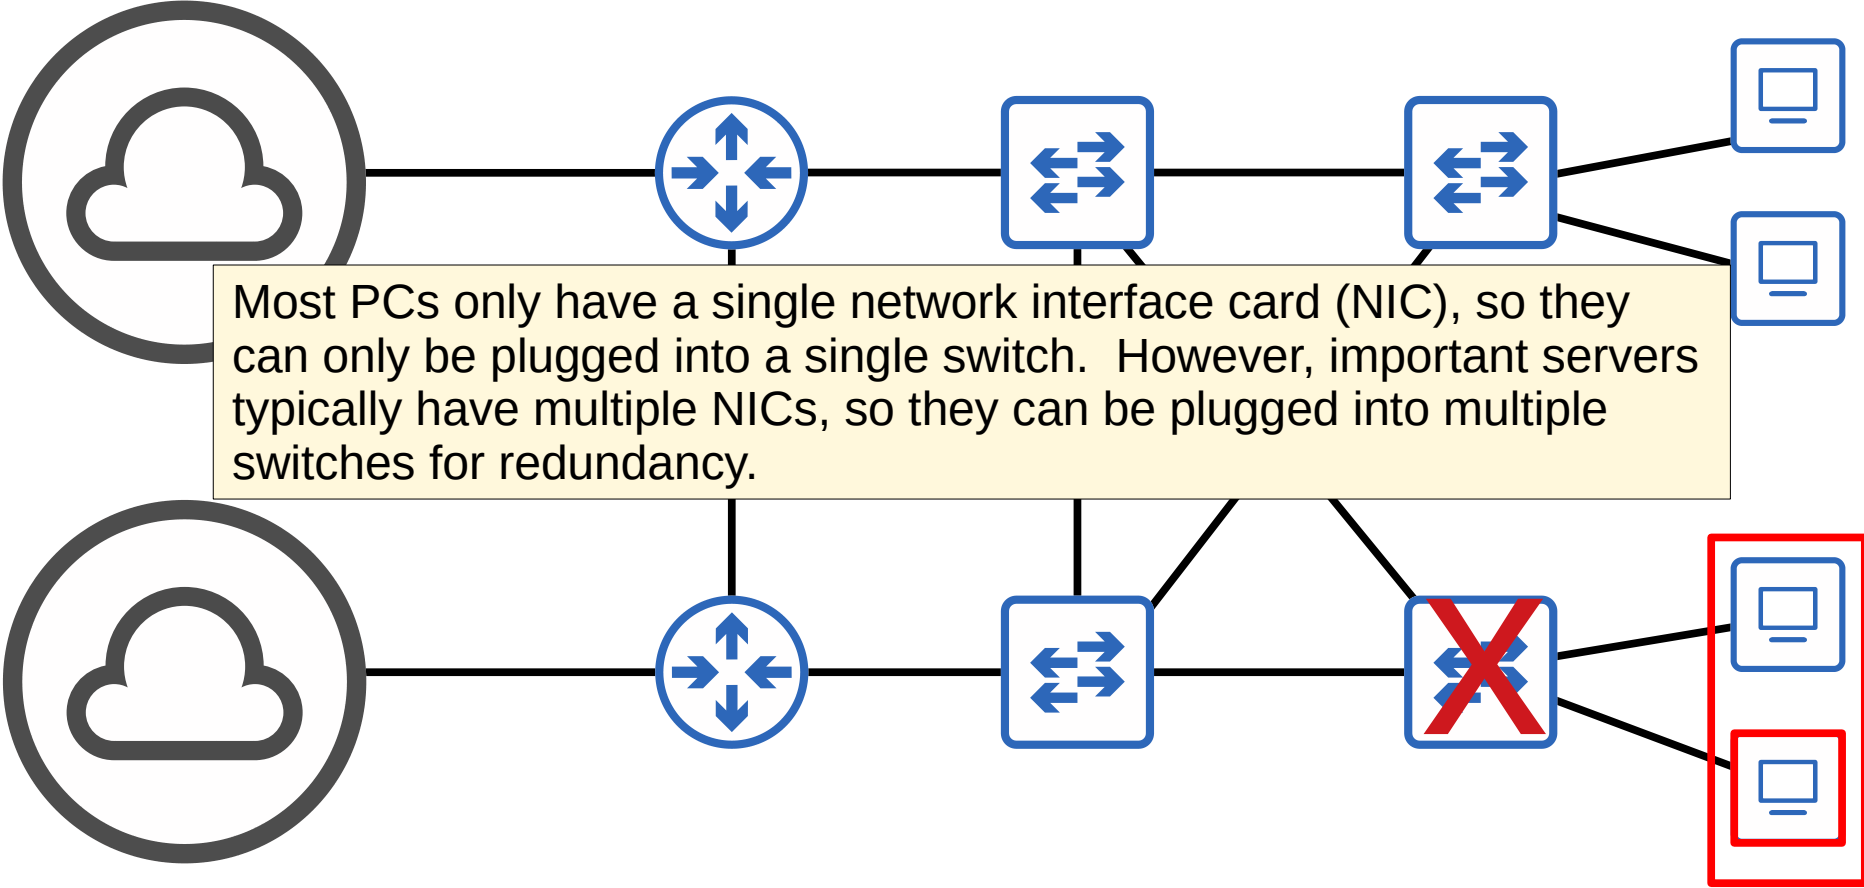 Most PCs only have a single network interface card (NIC), so they
can only be plugged into a single switch.  However, important servers
typically have multiple NICs, so they can be plugged into multiple
switches for redundancy.